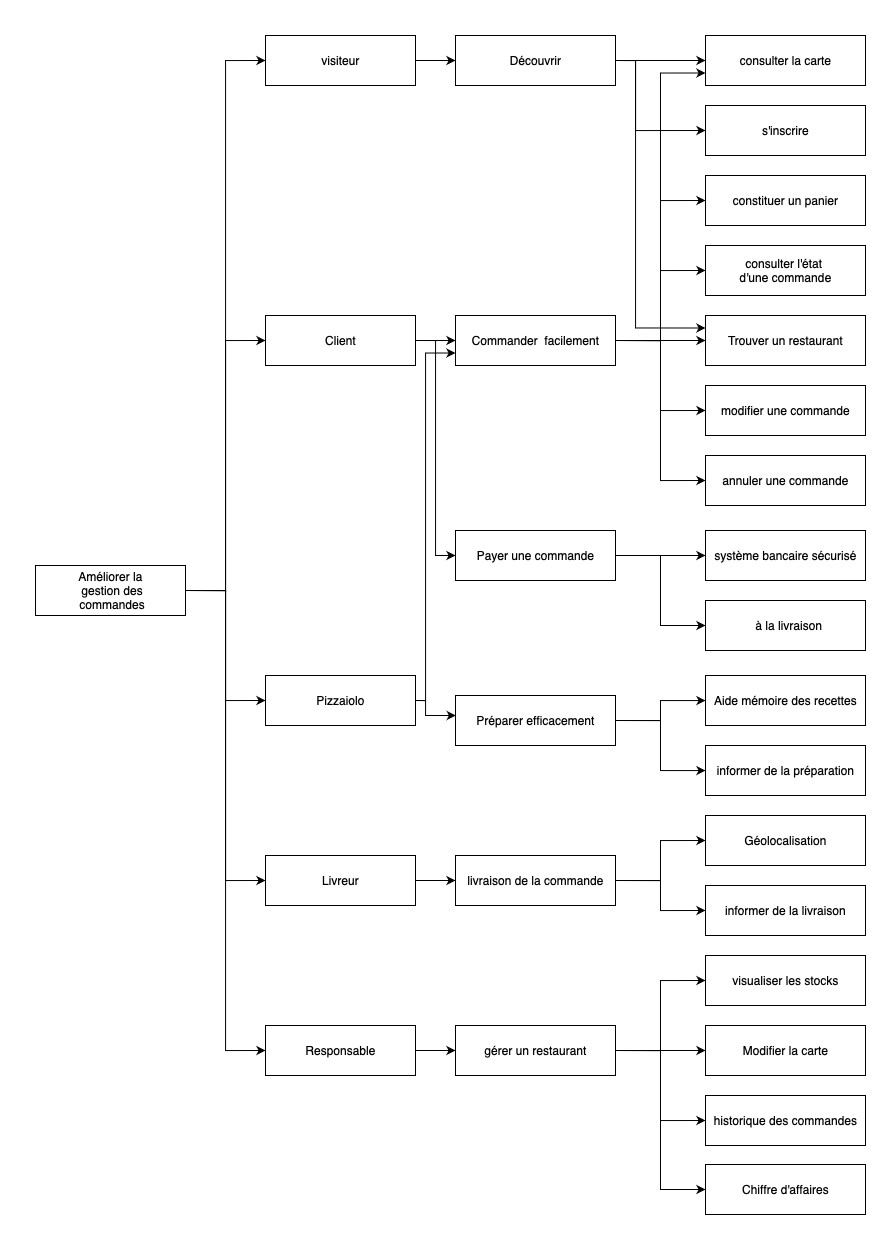 visiteur
Découvrir
consulter la carte
s'inscrire
constituer un panier
consulter l'état
d'une commande
Client
Commander facilement
Trouver un restaurant
modifier une commande
annuler une commande
Payer une commande
système bancaire sécurisé
Améliorer la
gestion des
commandes
à la livraison
Pizzaiolo
Préparer efficacement
Aide mémoire des recettes
informer de la préparation
Géolocalisation
Livreur
livraison de la commande
informer de la livraison
visualiser les stocks
Responsable
gérer un restaurant
Modifier la carte
historique des commandes
Chiffre d'affaires